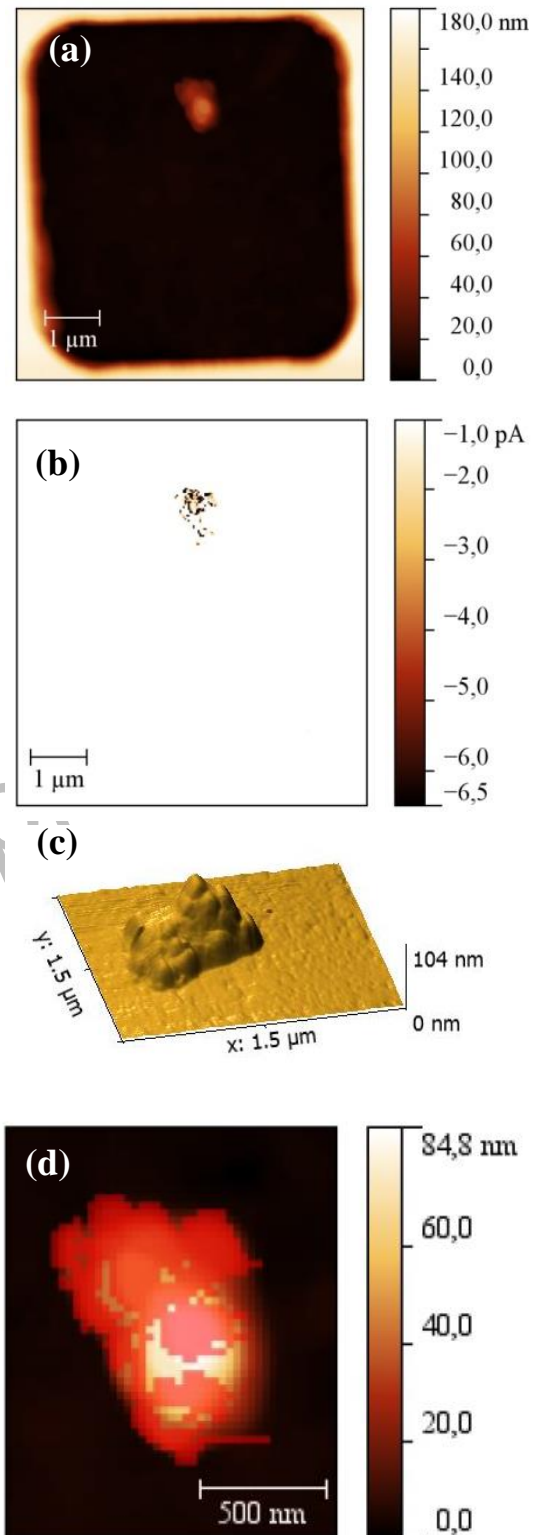 (a)
180,0 nm
140,0
120,0
100,0
80,0
60,0
40,0
20,0
0,0
1 µm
(b)
−1,0 pA
−2,0
−3,0
−4,0
−5,0
−6,0
−6,5
1 µm
(c)
y: 1.5 µm
x: 1.5 µm
104 nm
0 nm
(d)
84,8 nm
60,0
40,0
20,0
0,0
500 nm